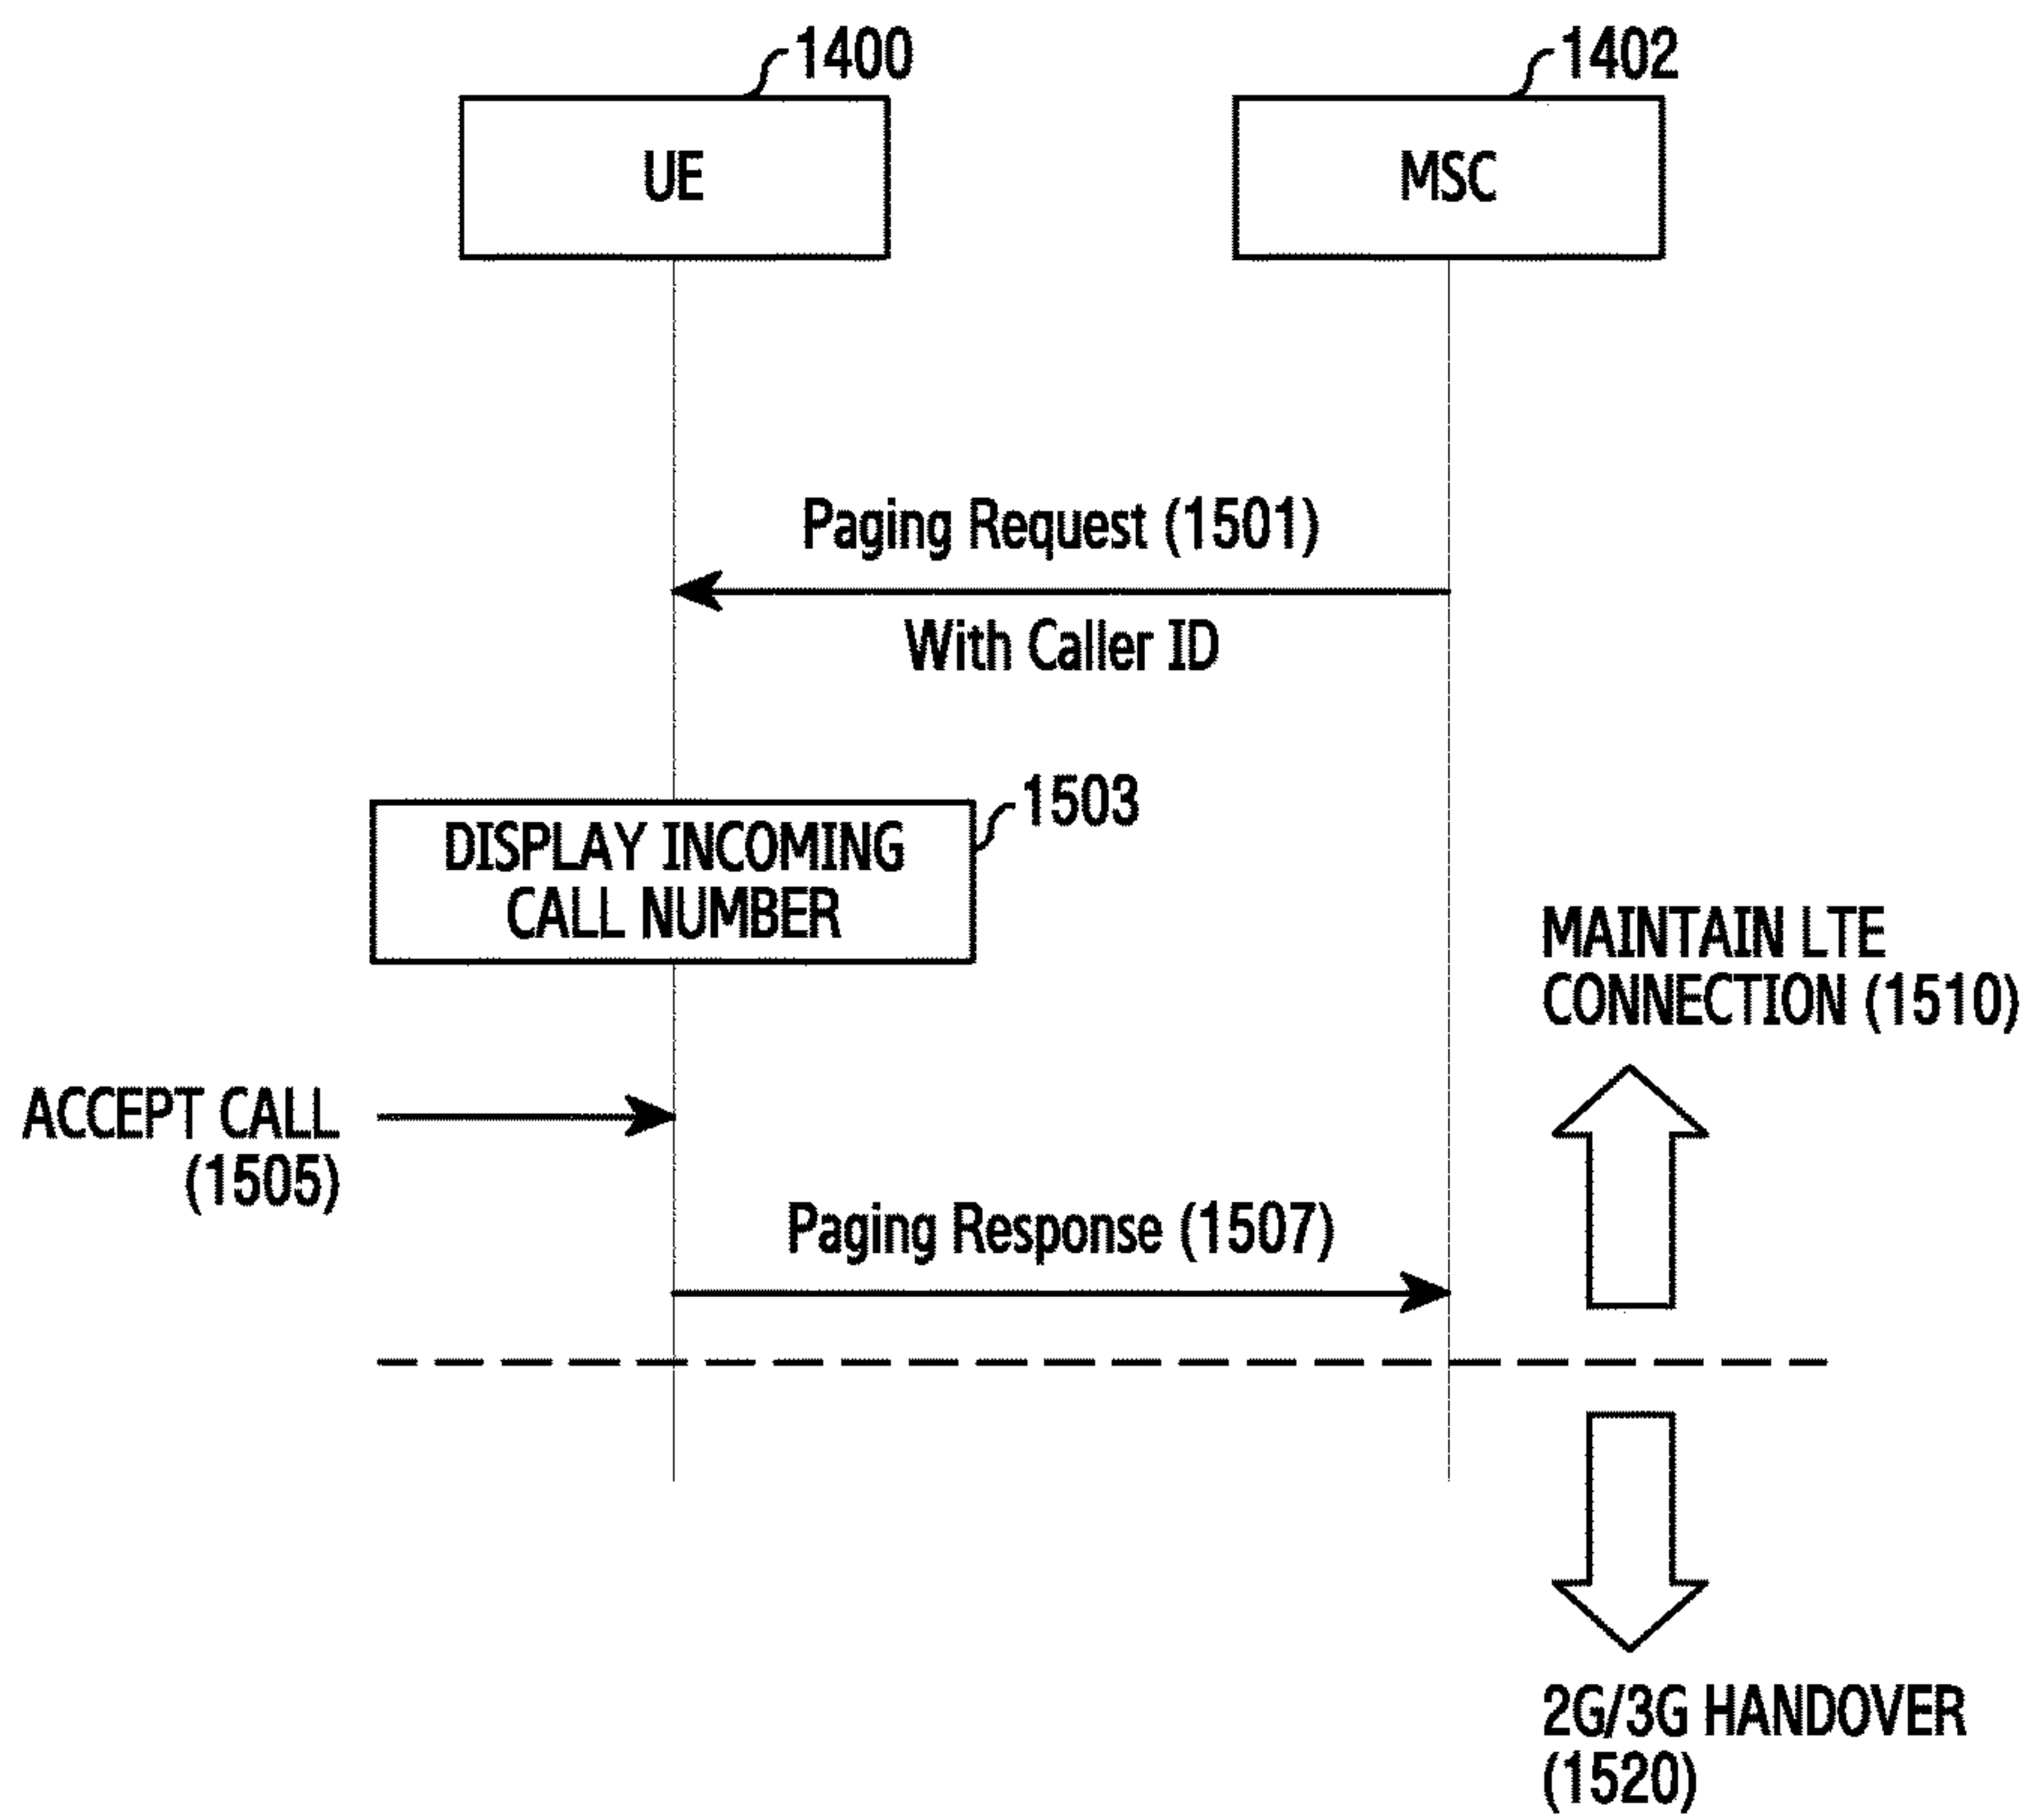 1400
1402
UE
MSC
Paging Request (1501)
With Caller ID
1503
DISPLAY INCOMING
CALL NUMBER
MAINTAIN LTE
CONNECTION (1510)
ACCEPT CALL
(1505)
Paging Response (1507)
2G/3G HANDOVER
(1520)